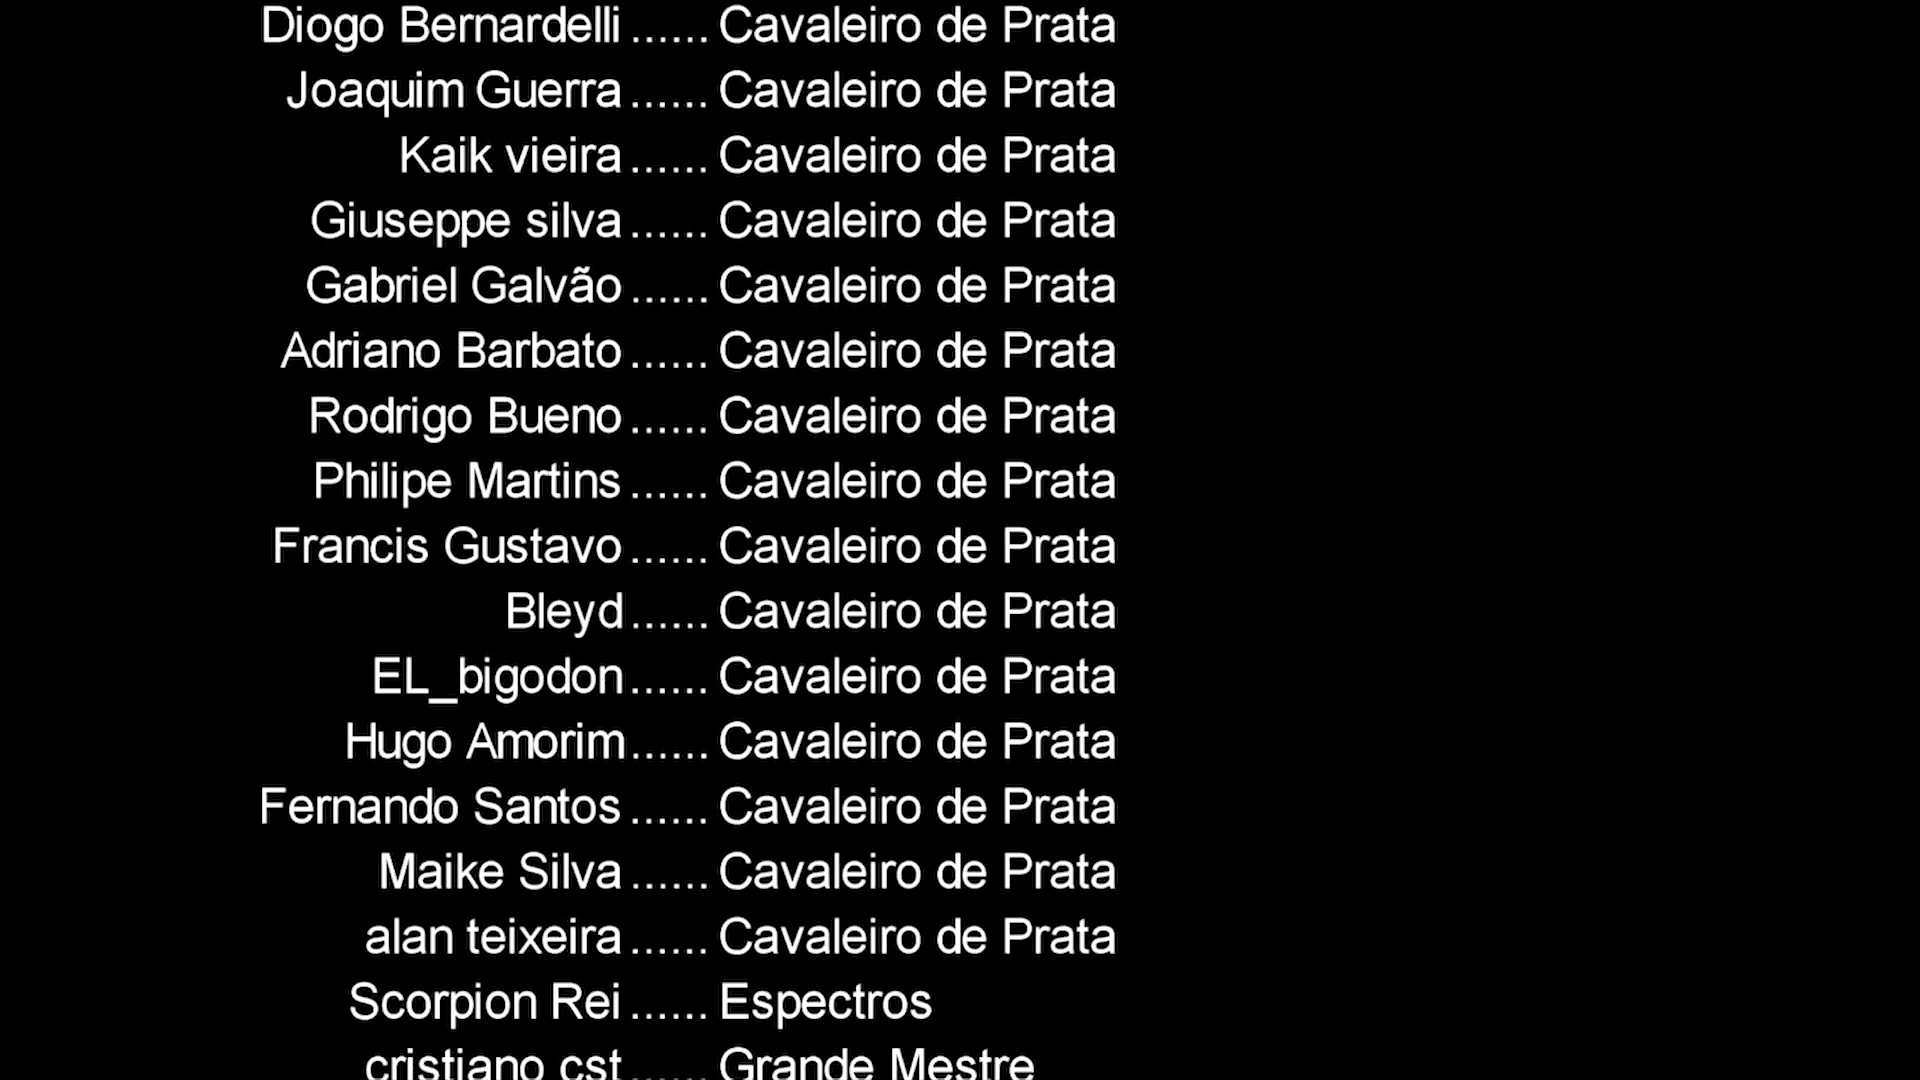 Diogo Bernardelli ...... Cavaleiro de Prata
Joaquim Guerra ...... Cavaleiro de Prata
Kaik vieira ...... Cavaleiro de Prata
Giuseppe silva ...... Cavaleiro de Prata
Gabriel Galvão ...... Cavaleiro de Prata
Adriano Barbato ...... Cavaleiro de Prata
Rodrigo Bueno ...... Cavaleiro de Prata
Philipe Martins ...... Cavaleiro de Prata
Francis Gustavo ...... Cavaleiro de Prata
Bleyd ...... Cavaleiro de Prata
EL_bigodon ...... Cavaleiro de Prata
Hugo Amorim ...... Cavaleiro de Prata
Fernando Santos ...... Cavaleiro de Prata
Maike Silva ...... Cavaleiro de Prata
alan teixeira ...... Cavaleiro de Prata
Scorpion Rei ...... Espectros
cristiano cst ...... Grande Mestre